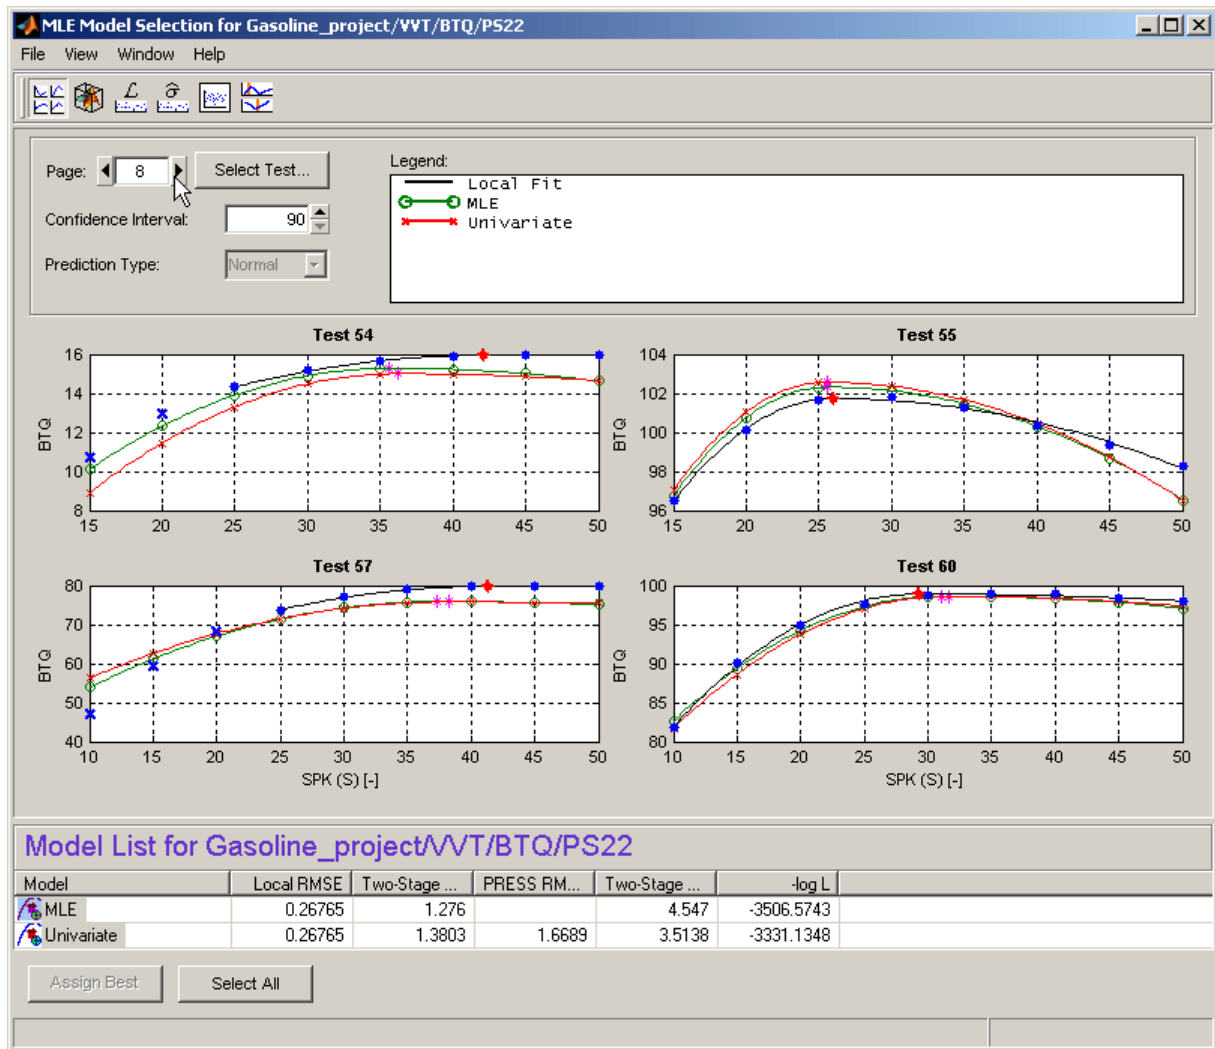 MLE Model Selection for Gasoline_project/VVT/BTQ/PS22
File View Window Help
Page: 8 Select Test...
Confidence Interval: 90
Prediction Type: Normal
Legend:
Local Fit
MLE
Univariate
Test 54
16
14
12
10
8
BTQ
15 20 25 30 35 40 45 50
Test 55
104
102
100
98
96
BTQ
15 20 25 30 35 40 45 50
Test 57
80
70
60
50
40
BTQ
10 15 20 25 30 35 40 45 50
SPK (S) [-]
Test 60
100
95
90
85
80
BTQ
10 15 20 25 30 35 40 45 50
SPK (S) [-]
Model List for Gasoline_project/VVT/BTQ/PS22
Model Local RMSE Two-Stage ... PRESS RM... Two-Stage ... -log L
MLE 0.26765 1.276 4.547 -3506.5743
Univariate 0.26765 1.3803 1.6689 3.5138 -3331.1348
Assign Best Select All